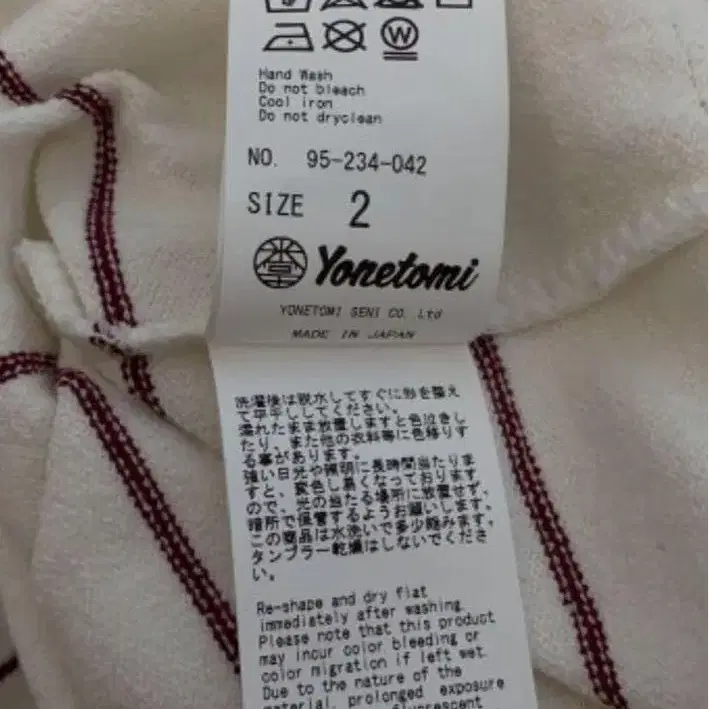 W
Hand Wash
Do not bleach
Cool iron
Do not dryclean
NO. 95-234-042
SIZE 2
Yonetomi
YONETOMI SENI CO. Ltd
MADE IN JAPAN
洗濯後は脱水してすぐに形を整え
て平干ししてください。
濡れたまま放置しますと色泣きし
たり、また他の衣料等に色移りす
る事があります。
強い日光や照明に長時間当たりま
すと、変色し易くなっております
ので、光の当たる場所に放置せず、
暗所で保管するようお願いします。
この商品は水洗いで多少縮みます。
タンブラー乾燥はしないでくださ
い。
Re-shape and dry flat
immediately after washing.
Please note that this product
may incur color bleeding or
color migration if left wet.
Due to the nature of the
material, prolonged exposure
fluorescent